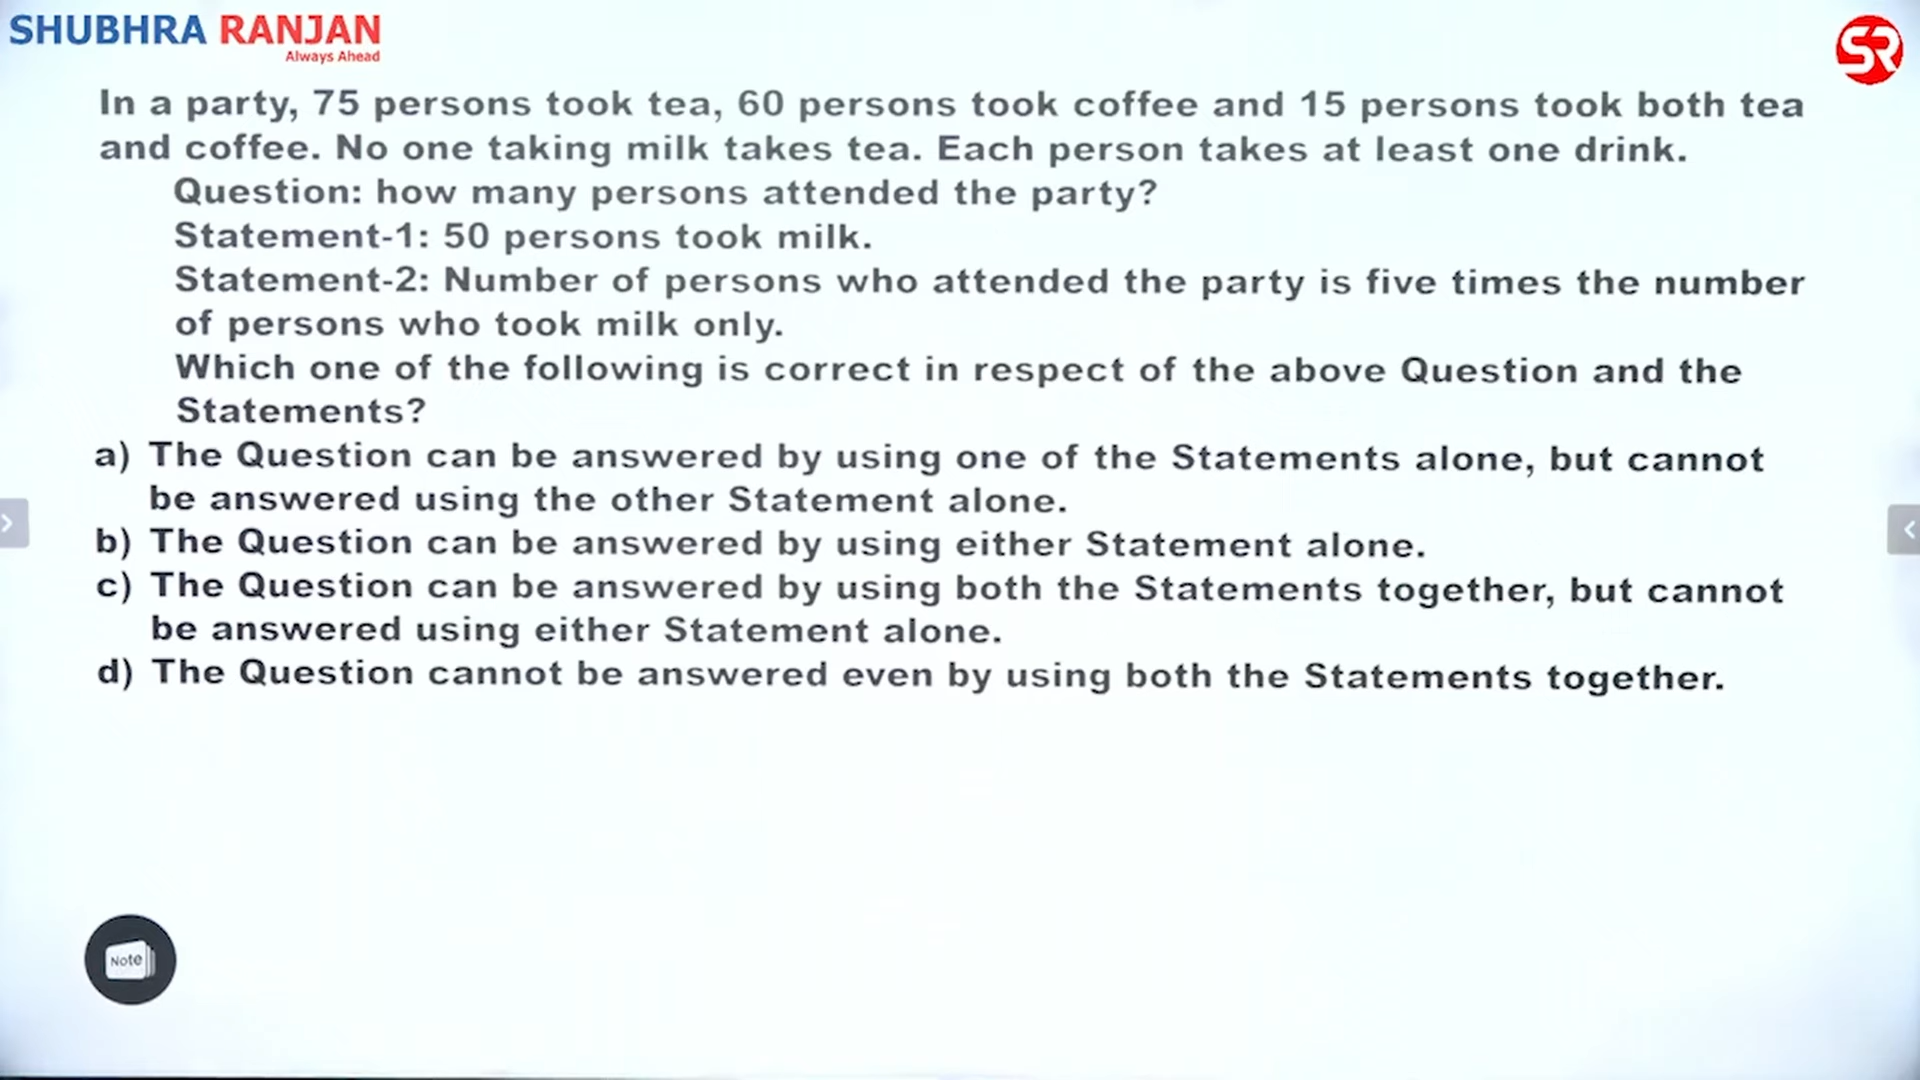 SHUBHRA RANJAN
Always Ahead
SR
In a party, 75 persons took tea, 60 persons took coffee and 15 persons took both tea
and coffee. No one taking milk takes tea. Each person takes at least one drink.
Question: how many persons attended the party?
Statement-1: 50 persons took milk.
Statement-2: Number of persons who attended the party is five times the number
of persons who took milk only.
Which one of the following is correct in respect of the above Question and the
Statements?
a) The Question can be answered by using one of the Statements alone, but cannot
be answered using the other Statement alone.
b) The Question can be answered by using either Statement alone.
c) The Question can be answered by using both the Statements together, but cannot
be answered using either Statement alone.
d) The Question cannot be answered even by using both the Statements together.
Note